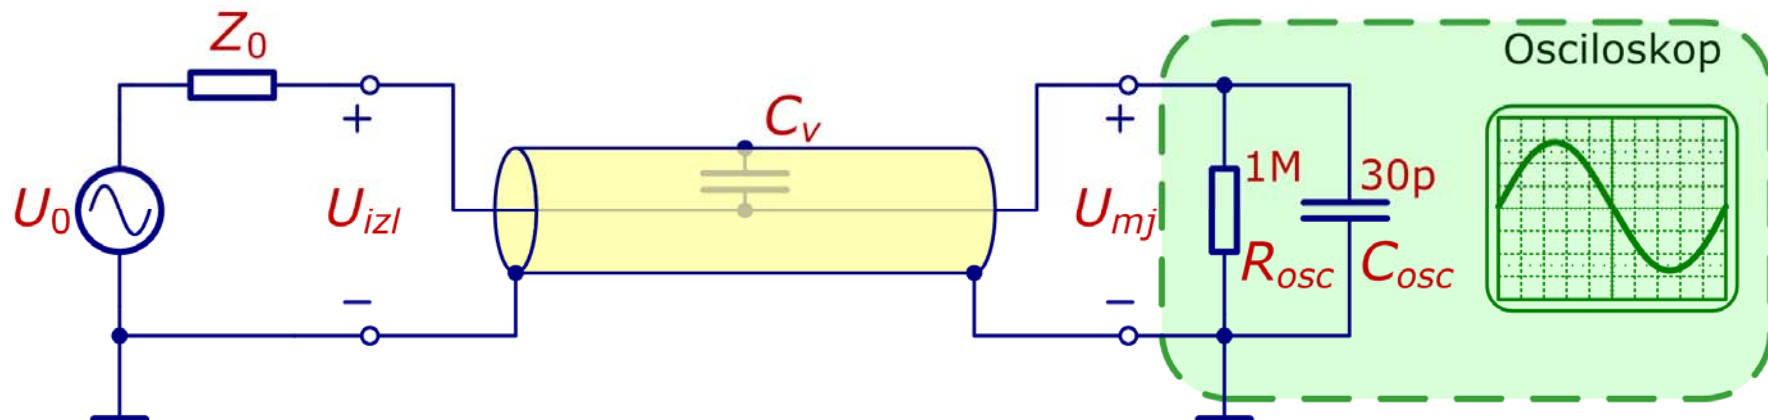 Z0
Osciloskop
+
Cv
+
1M
30p
U0
Uizl
Umj
Rosc
Cosc
−
−